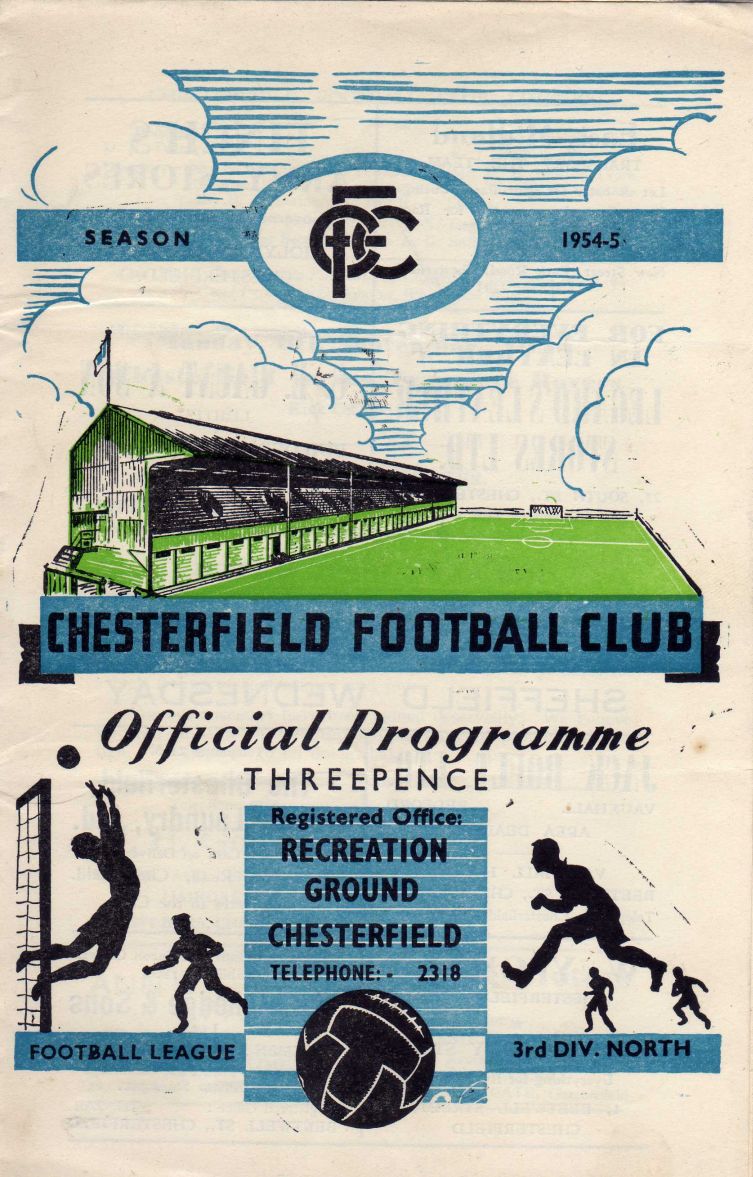 SEASON
CFC
1954-5
CHESTERFIELD FOOTBALL CLUB
Official Programme
THREEPENCE
Registered Office:
RECREATION
GROUND
CHESTERFIELD
TELEPHONE:- 2318
FOOTBALL LEAGUE
3rd DIV. NORTH